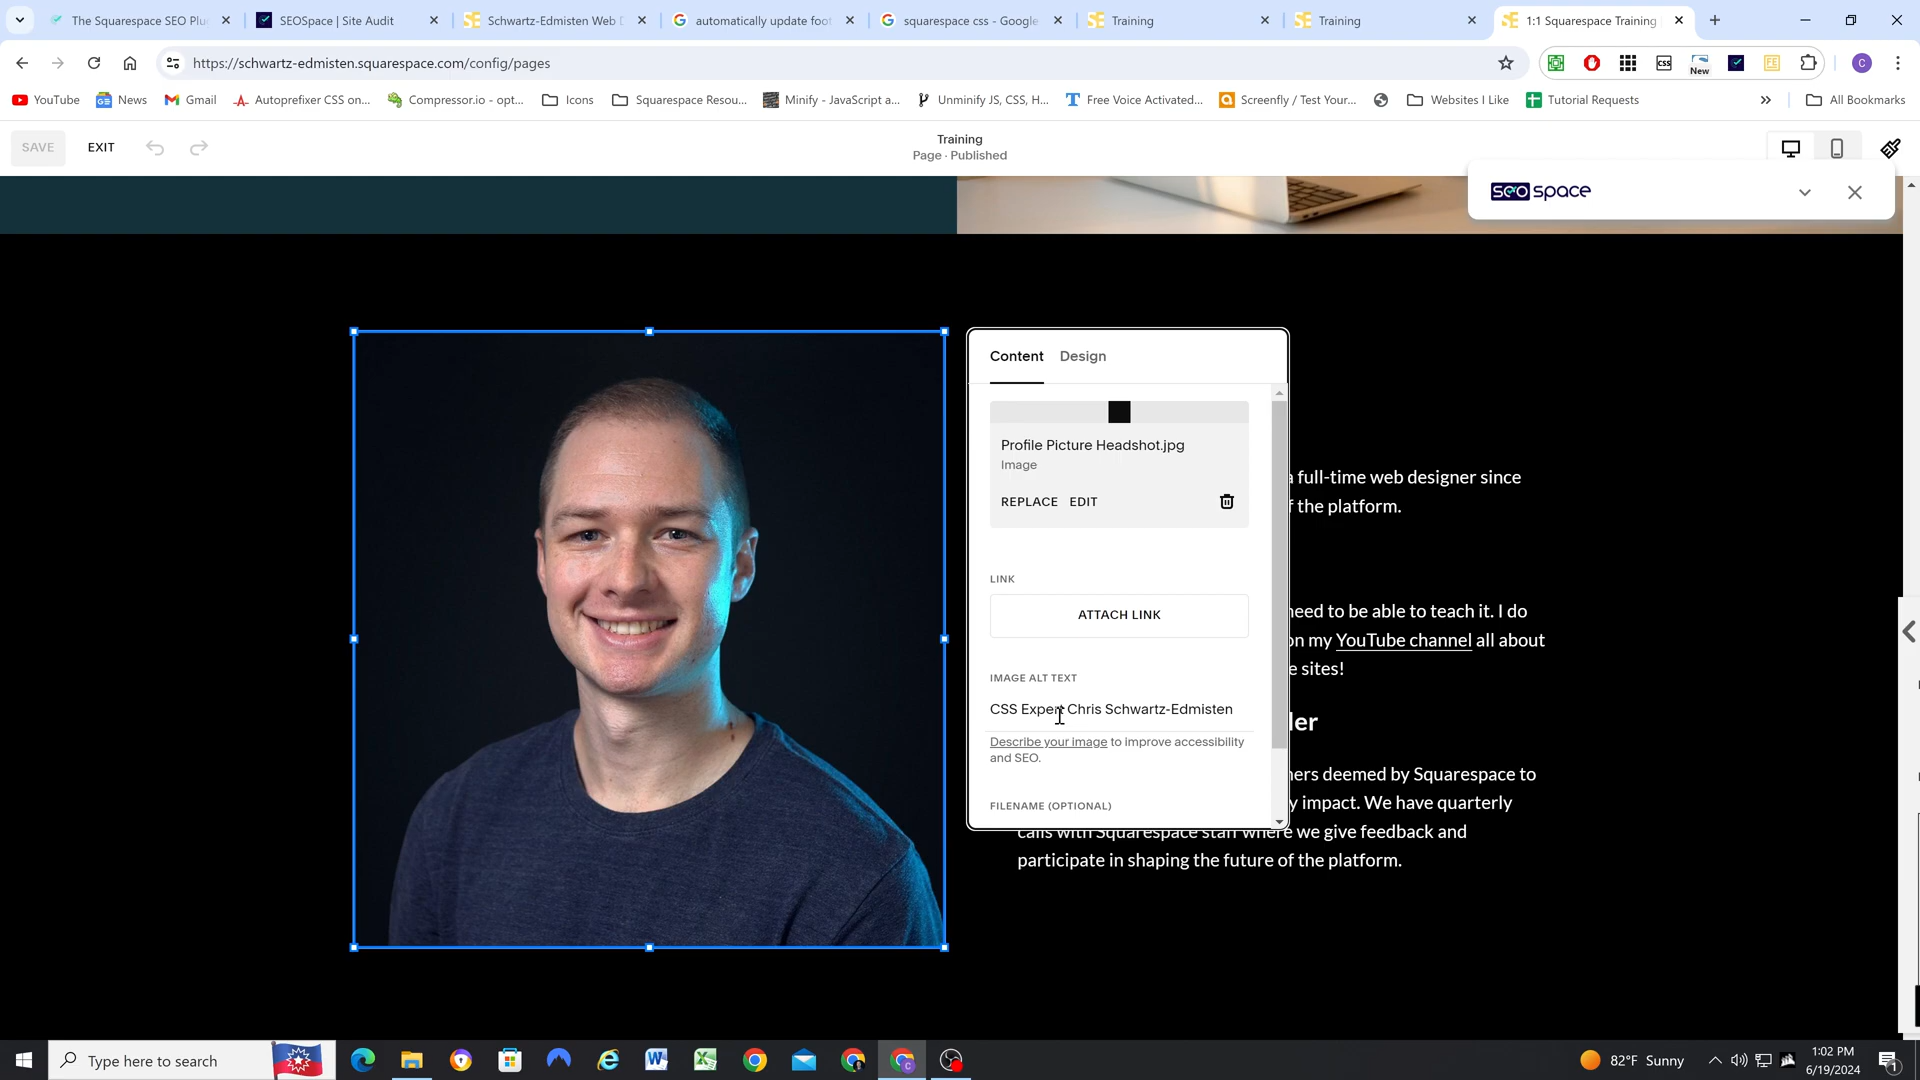 The Squarespace SEO Plu
SEOSpace | Site Audit
Schwartz-Edmisten Web D
automatically update foot
squarespace css - Google
Training
Training
1:1 Squarespace Training
https://schwartz-edmisten.squarespace.com/config/pages
css
New
FE
C
YouTube
News
Gmail
Autoprefixer CSS on...
Compressor.io - opt...
Icons
Squarespace Resou...
Minify - JavaScript a...
Unminify JS, CSS, H...
Free Voice Activated...
Screenfly / Test Your...
Websites I Like
Tutorial Requests
All Bookmarks
SAVE
EXIT
Training
Page · Published
seo space
Content
Design
Profile Picture Headshot.jpg
Image
REPLACE
EDIT
LINK
ATTACH LINK
IMAGE ALT TEXT
CSS Expert Chris Schwartz-Edmisten
Describe your image to improve accessibility
and SEO.
FILENAME (OPTIONAL)
a full-time web designer since
f the platform.
need to be able to teach it. I do
on my YouTube channel all about
e sites!
ler
ners deemed by Squarespace to
y impact. We have quarterly
calls with Squarespace staff where we give feedback and
participate in shaping the future of the platform.
Type here to search
82°F Sunny
1:02 PM
6/19/2024
1